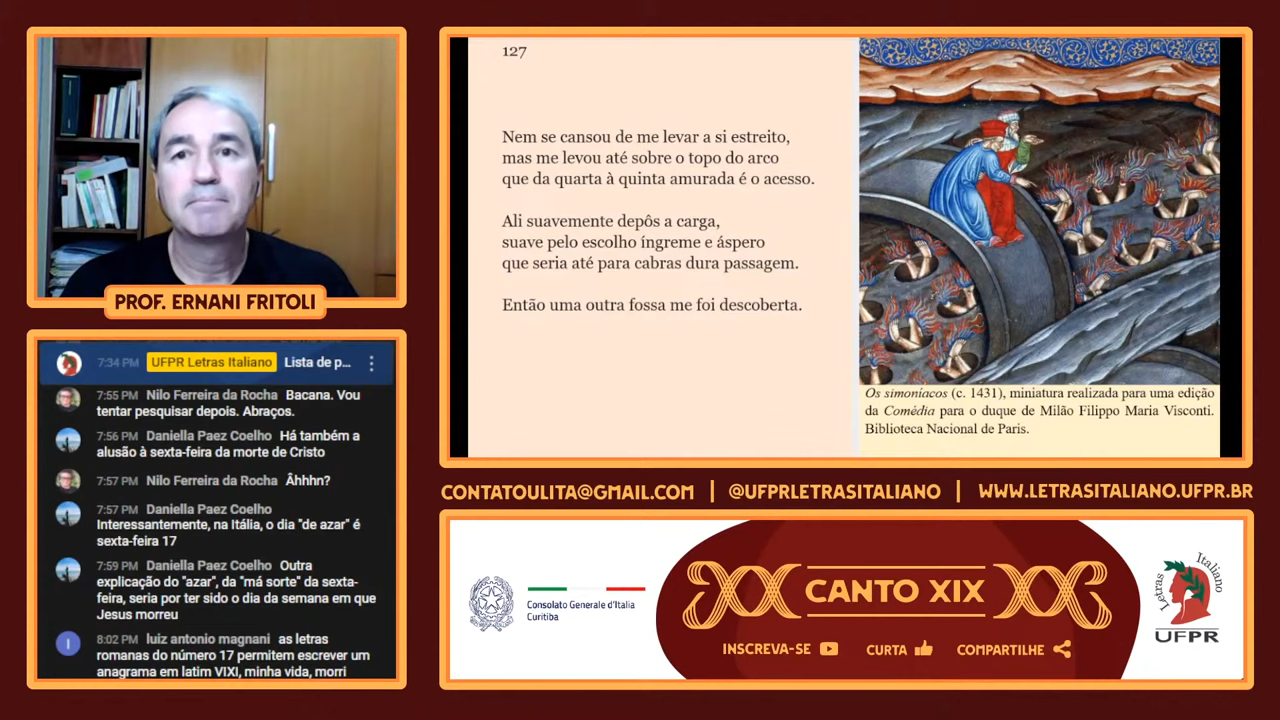 PROF. ERNANI FRITOLI
7:34 PM UFPR Letras Italiano Lista de p...
7:55 PM Nilo Ferreira da Rocha Bacana. Vou
tentar pesquisar depois. Abraços.
7:56 PM Daniella Paez Coelho Há também a
alusão à sexta-feira da morte de Cristo
7:57 PM Nilo Ferreira da Rocha Âhhhn?
7:57 PM Daniella Paez Coelho
Interessantemente, na Itália, o dia "de azar" é
sexta-feira 17
7:59 PM Daniella Paez Coelho Outra
explicação do "azar", da "má sorte" da sexta-
feira, seria por ter sido o dia da semana em que
Jesus morreu
l
8:02 PM luiz antonio magnani as letras
romanas do número 17 permitem escrever um
anagrama em latim VIXI, minha vida, morri
127
Nem se cansou de me levar a si estreito,
mas me levou até sobre o topo do arco
que da quarta à quinta amurada é o acesso.
Ali suavemente depôs a carga,
suave pelo escolho íngreme e áspero
que seria até para cabras dura passagem.
Então uma outra fossa me foi descoberta.
Os simoníacos (c. 1431), miniatura realizada para uma edição
da Comédia para o duque de Milão Filippo Maria Visconti.
Biblioteca Nacional de Paris.
CONTATOULITA@GMAIL.COM | @UFPRLETRASITALIANO | WWW.LETRASITALIANO.UFPR.BR
Consolato Generale d'Italia
Curitiba
CANTO XIX
INSCREVA-SE CURTA COMPARTILHE
Letras Italiano
UFPR